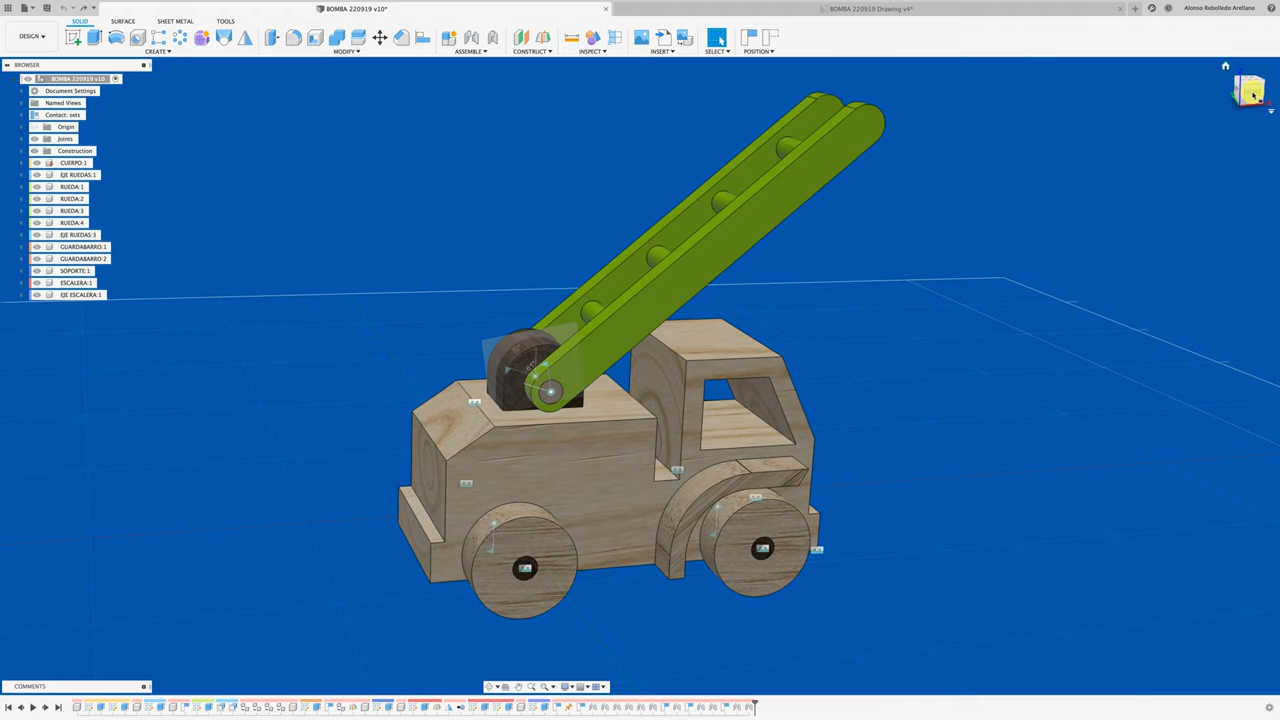 BOMBA 220919 v10*
BOMBA 220919 Drawing v4*
Alonso Rebolledo Arellano
SOLID
SURFACE
SHEET METAL
TOOLS
DESIGN
CREATE
MODIFY
ASSEMBLE
CONSTRUCT
INSPECT
INSERT
SELECT
POSITION
BROWSER
BOMBA 220919 v10
Document Settings
Named Views
Contact: sets
Origin
Joints
Construction
CUERPO:1
EJE RUEDAS:1
RUEDA:1
RUEDA:2
RUEDA:3
RUEDA:4
EJE RUEDAS:3
GUARDABARRO:1
GUARDABARRO:2
SOPORTE:1
ESCALERA:1
EJE ESCALERA:1
COMMENTS